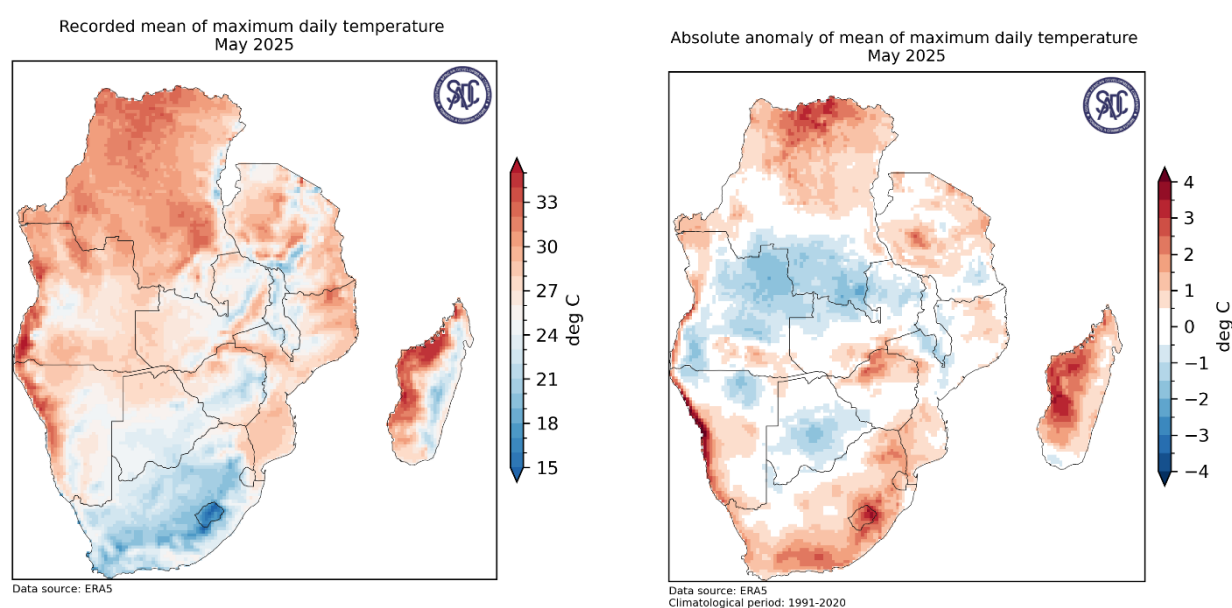 Recorded mean of maximum daily temperature
May 2025
SADC
33
30
27
24
21
18
15
deg C
Data source: ERA5
Absolute anomaly of mean of maximum daily temperature
May 2025
SADC
4
3
2
1
0
−1
−2
−3
−4
deg C
Data source: ERA5
Climatological period: 1991-2020